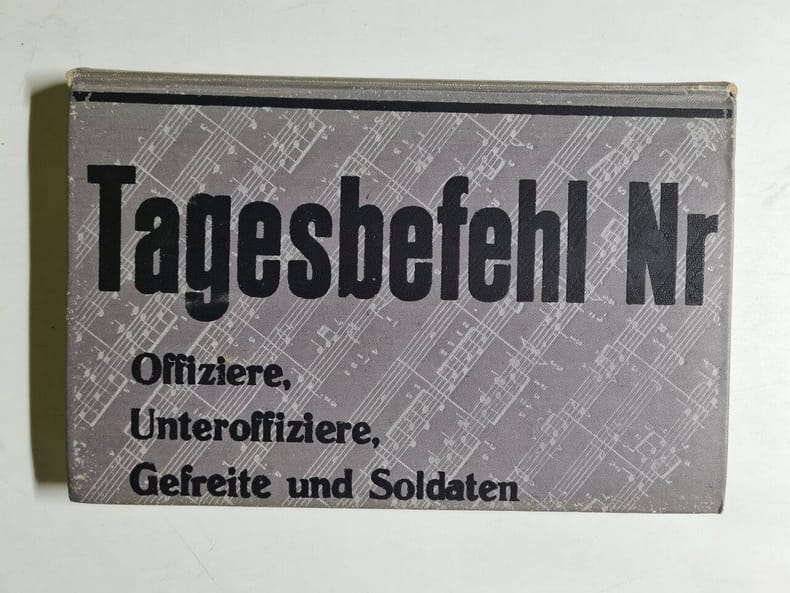 Tagesbefehl Nr
Offiziere,
Unteroffiziere,
Gefreite und Soldaten